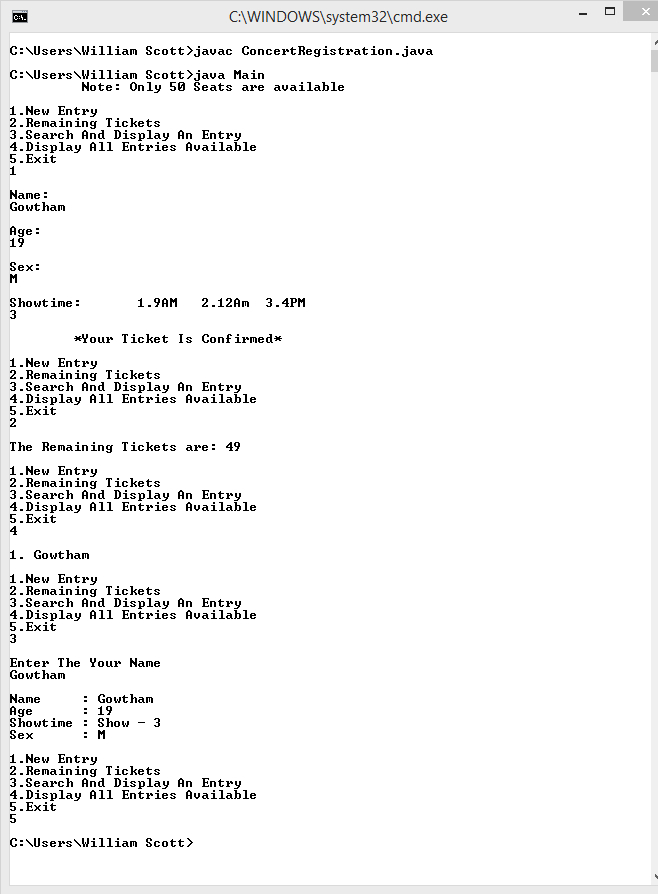 C:\WINDOWS\system32\cmd.exe
C:\Users\William Scott>javac ConcertRegistration.java
C:\Users\William Scott>java Main
Note: Only 50 Seats are available
1.New Entry
2.Remaining Tickets
3.Search And Display An Entry
4.Display All Entries Available
5.Exit
1
Name:
Gowtham
Age:
19
Sex:
M
Showtime: 1.9AM 2.12Am 3.4PM
3
*Your Ticket Is Confirmed*
1.New Entry
2.Remaining Tickets
3.Search And Display An Entry
4.Display All Entries Available
5.Exit
2
The Remaining Tickets are: 49
1.New Entry
2.Remaining Tickets
3.Search And Display An Entry
4.Display All Entries Available
5.Exit
4
1. Gowtham
1.New Entry
2.Remaining Tickets
3.Search And Display An Entry
4.Display All Entries Available
5.Exit
3
Enter The Your Name
Gowtham
Name : Gowtham
Age : 19
Showtime : Show - 3
Sex : M
1.New Entry
2.Remaining Tickets
3.Search And Display An Entry
4.Display All Entries Available
5.Exit
5
C:\Users\William Scott>